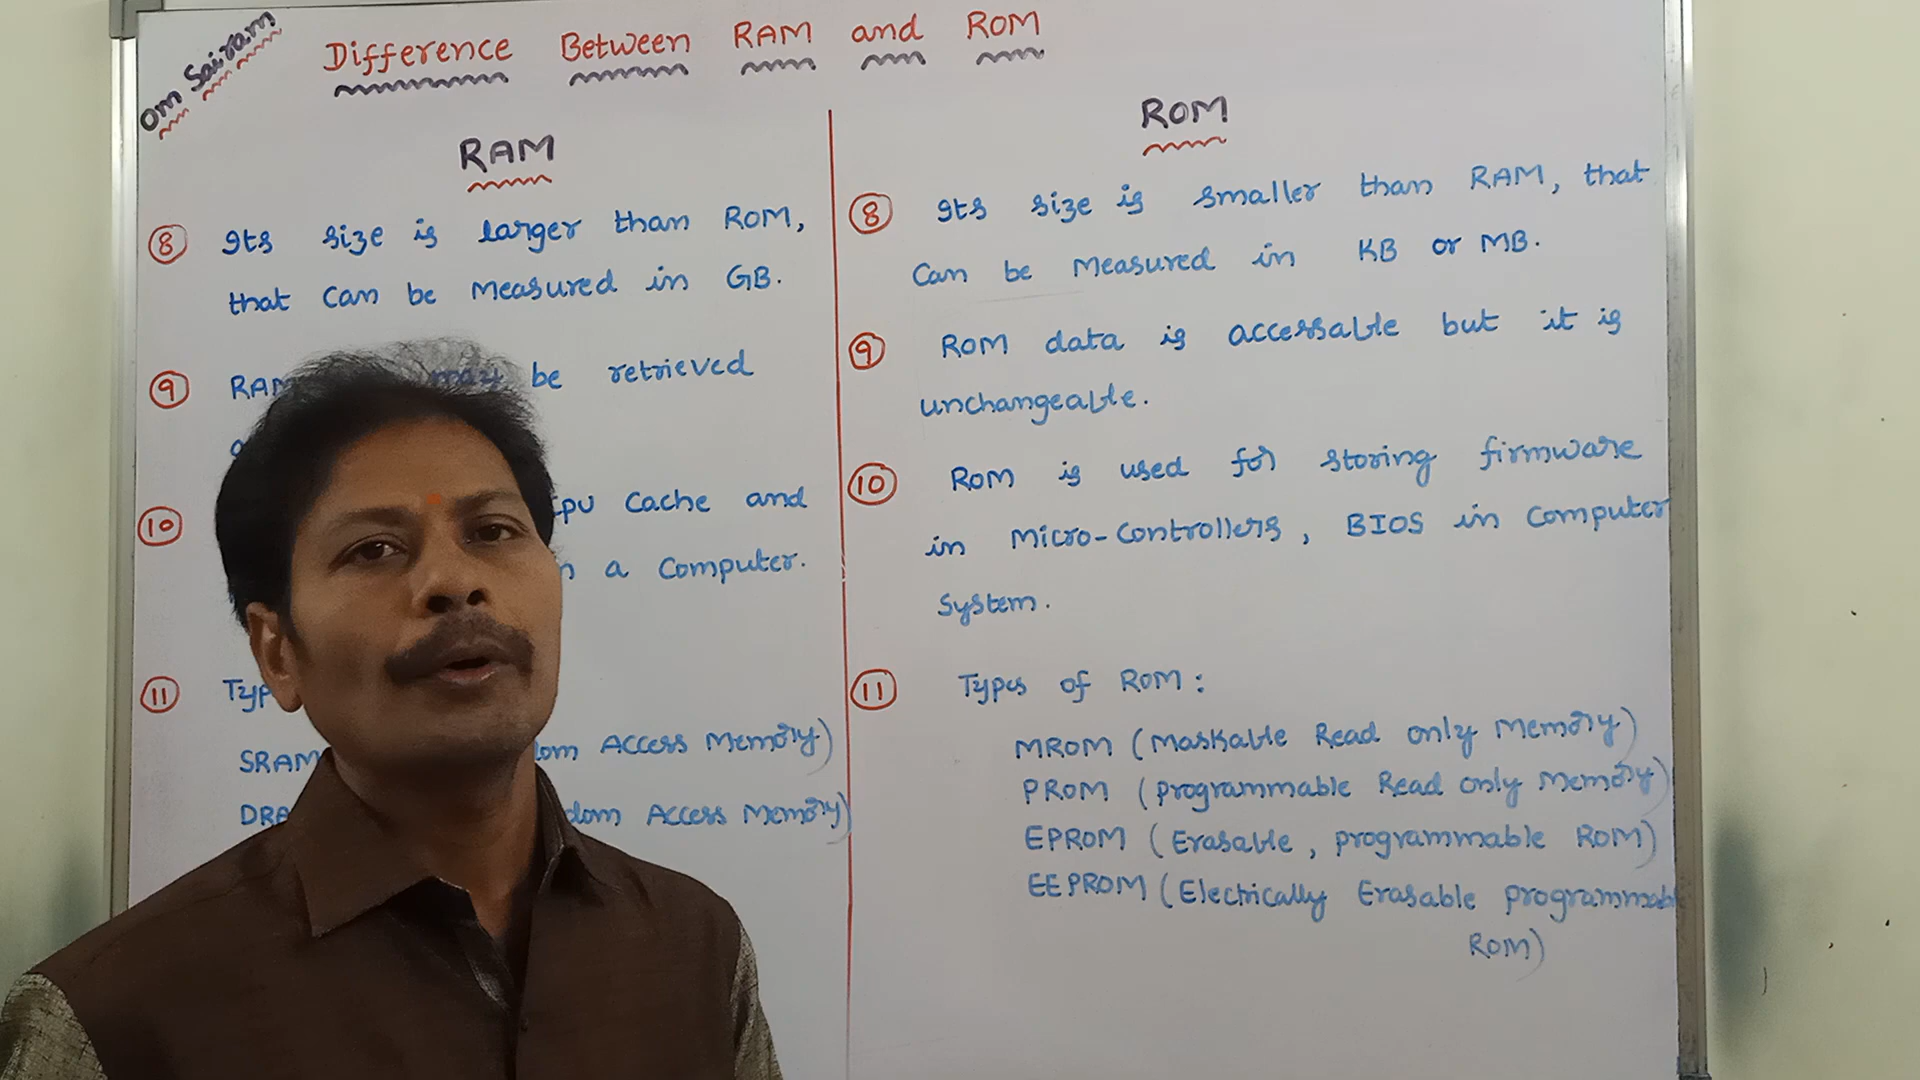 Om Sairam
Difference Between RAM and ROM
RAM
8 Its size is larger than ROM,
that can be measured in GB.
9 RAM may be retrieved
10 CPU Cache and
a Computer.
11
SRAM Access Memory)
Access Memory)
ROM
8 Its size is smaller than RAM, that
Can be measured in KB or MB.
9 ROM data is accessable but it is
unchangeable.
10 ROM is used for storing firmware
in Micro-Controllers, BIOS in Computer
System.
11 Types of ROM:
MROM (Maskable Read only Memory)
PROM (programmable Read only Memory)
EPROM (Erasable, programmable ROM)
EEPROM (Electrically Erasable programmable
ROM)